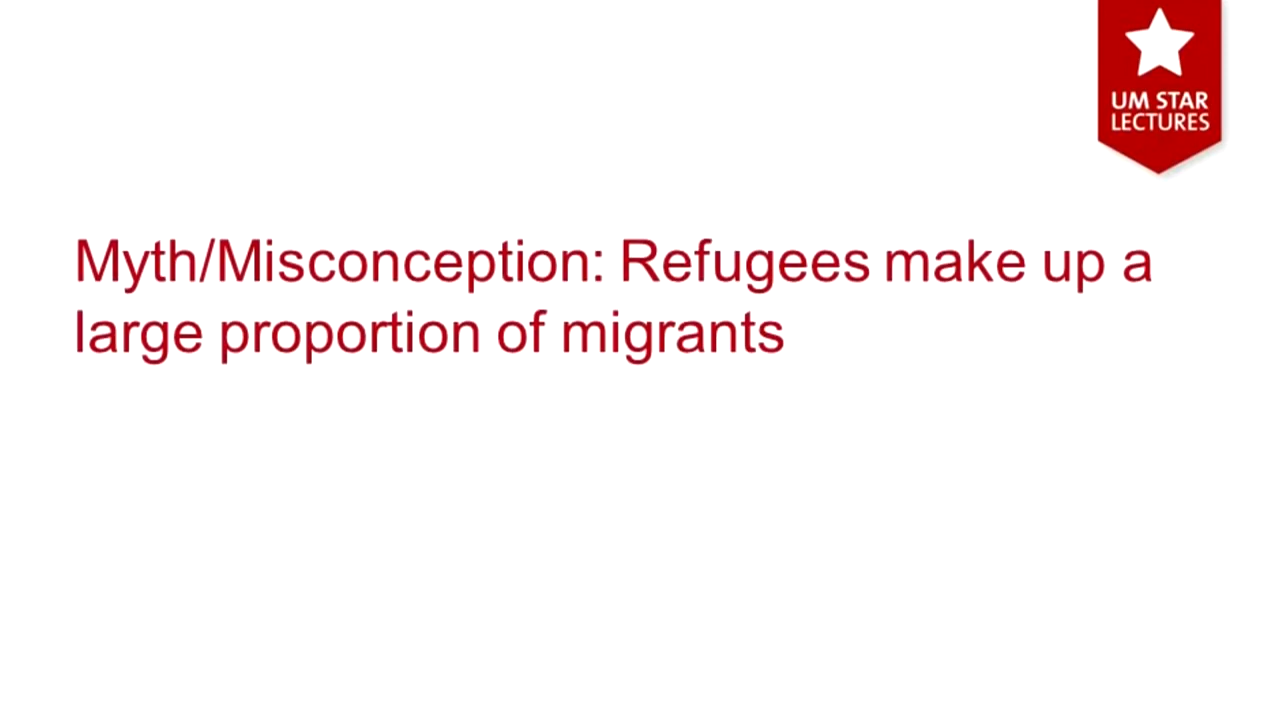 UM STAR
LECTURES
Myth/Misconception: Refugees make up a
large proportion of migrants